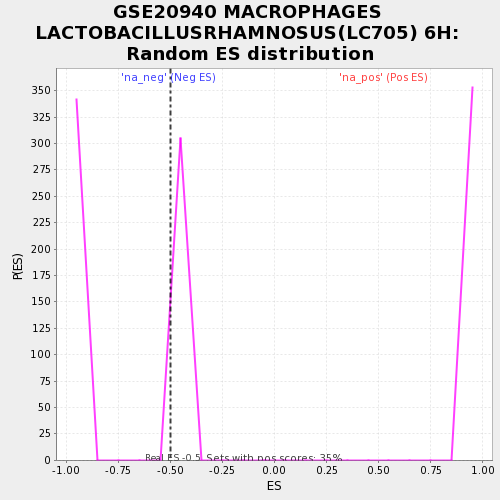 GSE20940 MACROPHAGES
LACTOBACILLUSRHAMNOSUS(LC705) 6H:
Random ES distribution
'na_neg' (Neg ES)
'na_pos' (Pos ES)
350
325
300
275
250
225
200
175
150
125
100
75
50
25
0
P(ES)
Real ES -0.5 Sets with pos scores: 35%
-1.00 -0.75 -0.50 -0.25 0.00 0.25 0.50 0.75 1.00
ES